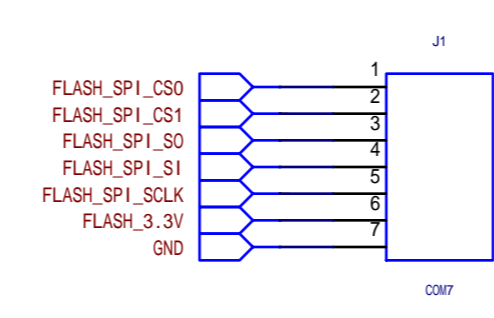 J1
FLASH_SPI_CS0 1
FLASH_SPI_CS1 2
FLASH_SPI_SO 3
FLASH_SPI_SI 4
FLASH_SPI_SCLK 5
FLASH_3.3V 6
GND 7
COM7